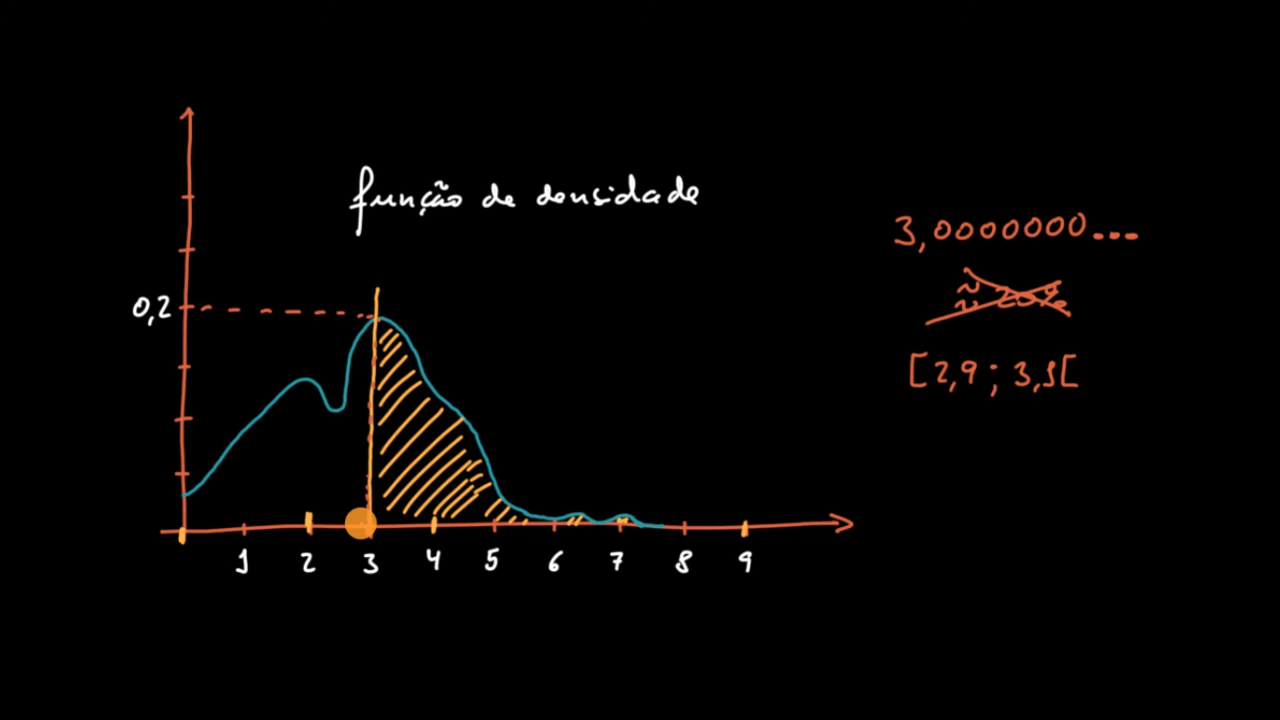 função de densidade
3,0000000...
≈ 20%
[2,9; 3,1[
0,2
1 2 3 4 5 6 7 8 9